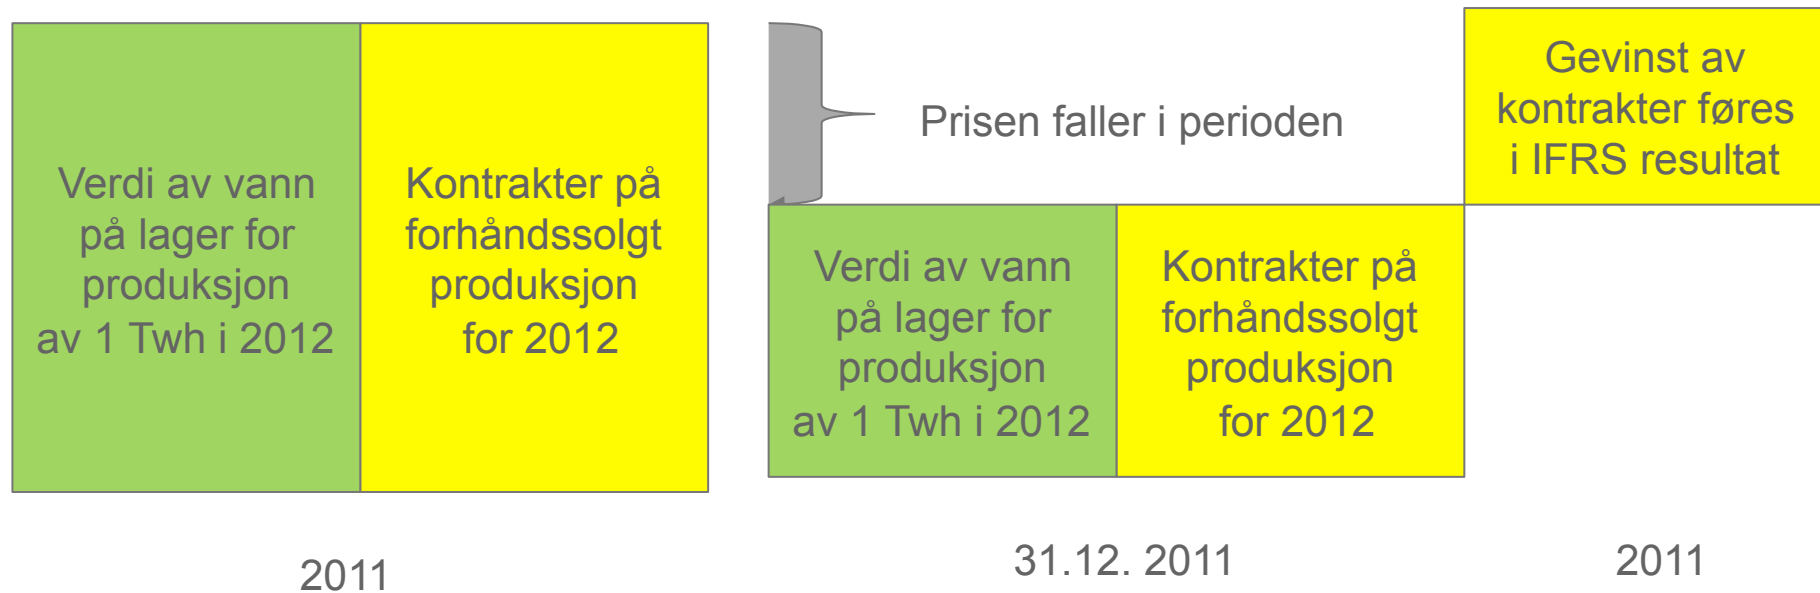 Verdi av vann
på lager for
produksjon
av 1 Twh i 2012
Kontrakter på
forhåndssolgt
produksjon
for 2012
2011
Prisen faller i perioden
Verdi av vann
på lager for
produksjon
av 1 Twh i 2012
Kontrakter på
forhåndssolgt
produksjon
for 2012
31.12. 2011
Gevinst av
kontrakter føres
i IFRS resultat
2011